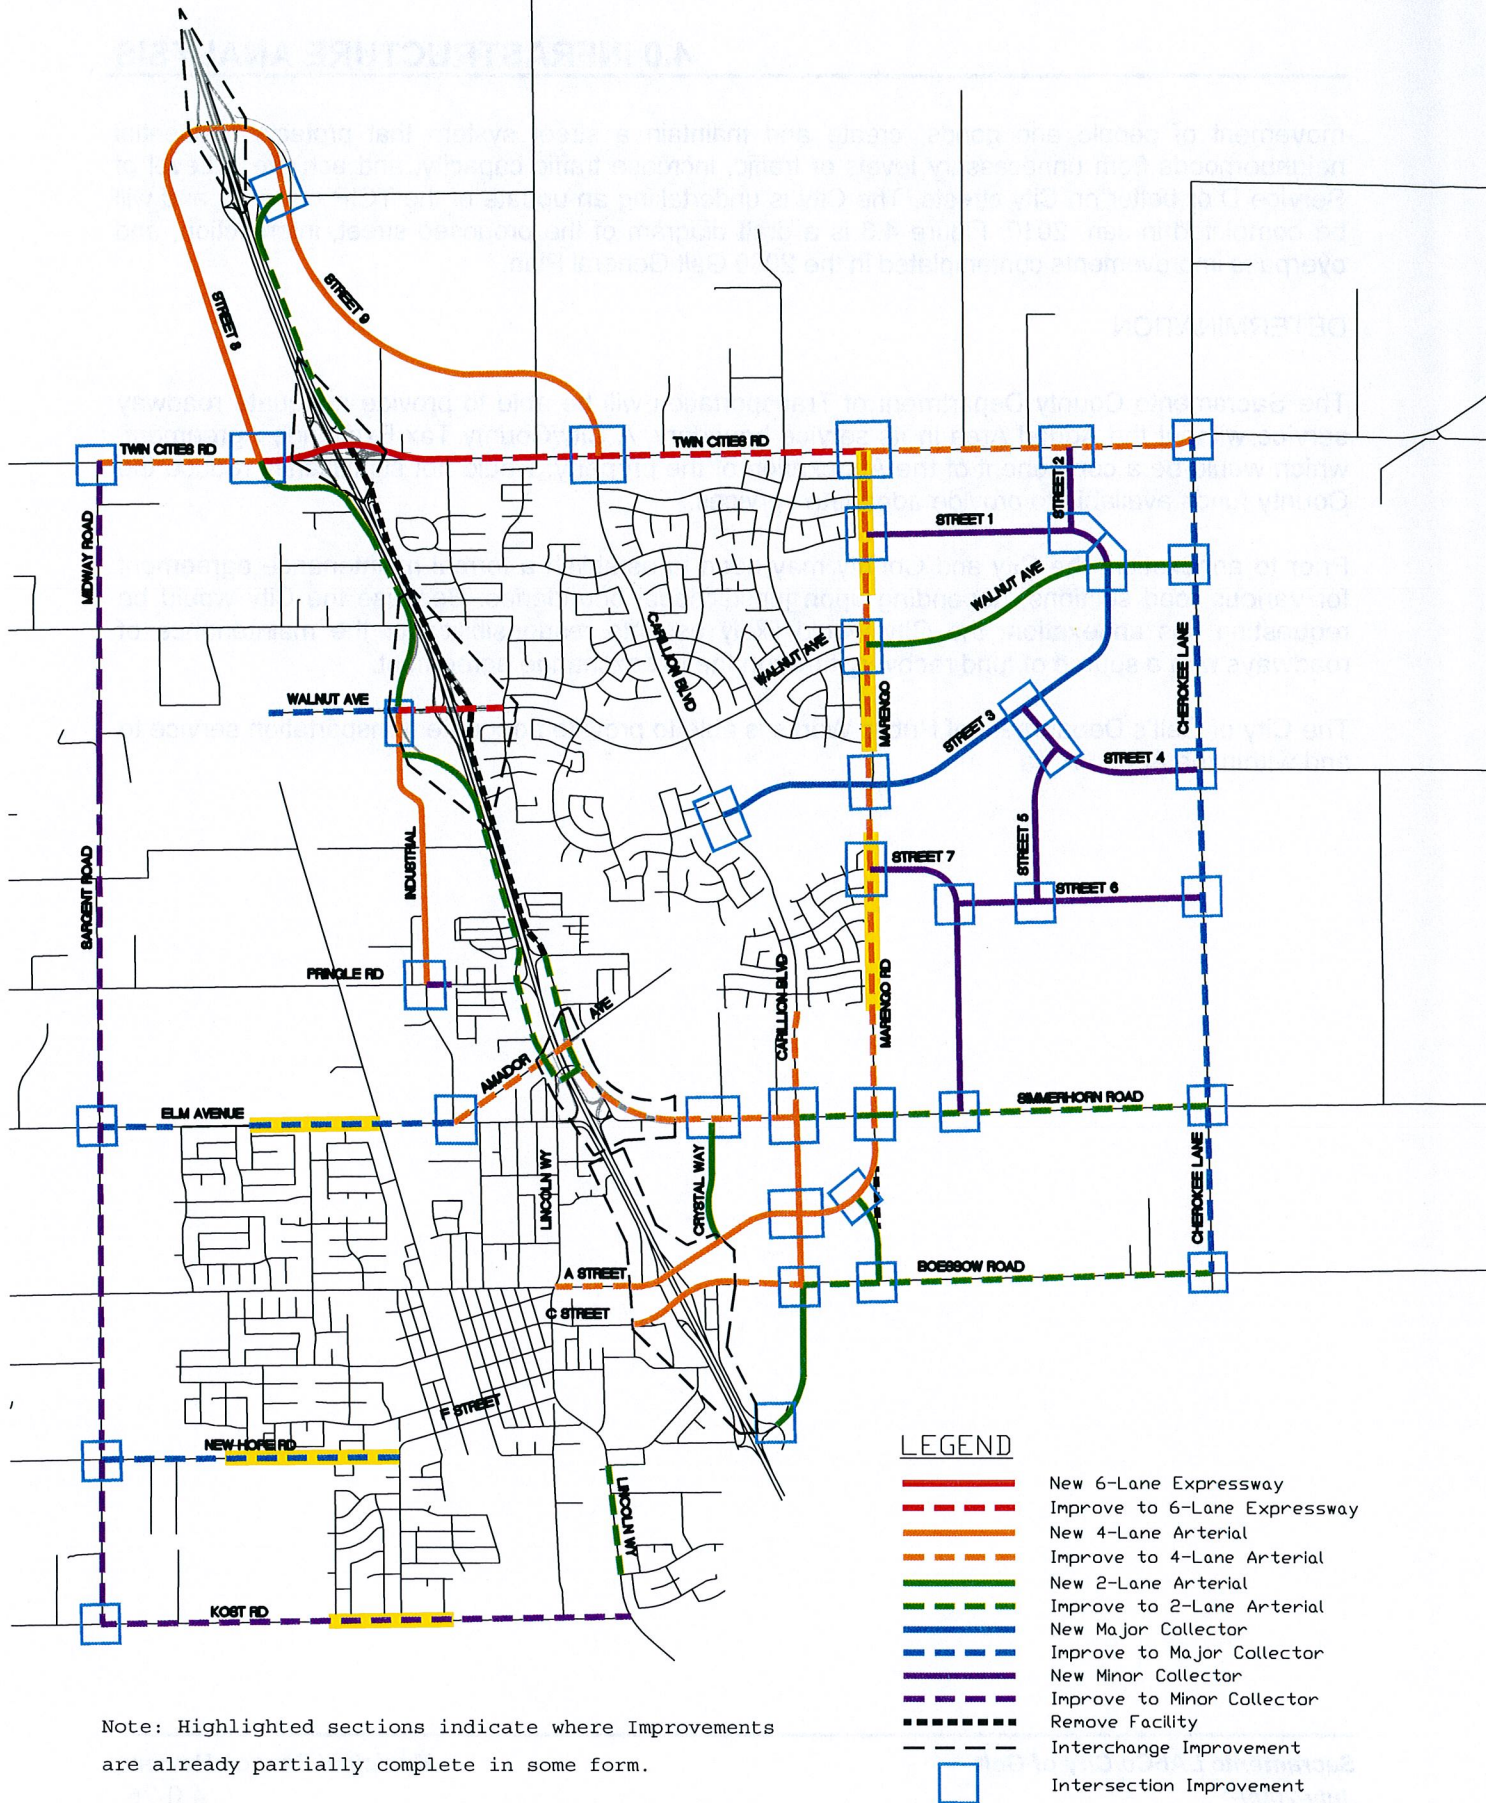 STREET 8
STREET 9
TWIN CITIES RD
TWIN CITIES RD
STREET 2
STREET 1
MIDWAY ROAD
WALNUT AVE
CARILLION BLVD
WALNUT AVE
CHEROKEE LANE
WALNUT AVE
MARENGO
STREET 3
STREET 4
INDUSTRIAL
STREET 5
STREET 7
STREET 6
SARGENT ROAD
PRINGLE RD
CARILLION BLVD
MARENGO RD
AMADOR
AVE
ELM AVENUE
SIMMERHORN ROAD
LINCOLN WY
CRYSTAL WAY
CHEROKEE LANE
A STREET
BOESSOW ROAD
C STREET
F STREET
NEW HOPE RD
LINCOLN WY
KOST RD
LEGEND
New 6-Lane Expressway
Improve to 6-Lane Expressway
New 4-Lane Arterial
Improve to 4-Lane Arterial
New 2-Lane Arterial
Improve to 2-Lane Arterial
New Major Collector
Improve to Major Collector
New Minor Collector
Improve to Minor Collector
Remove Facility
Interchange Improvement
Intersection Improvement
Note: Highlighted sections indicate where Improvements
are already partially complete in some form.